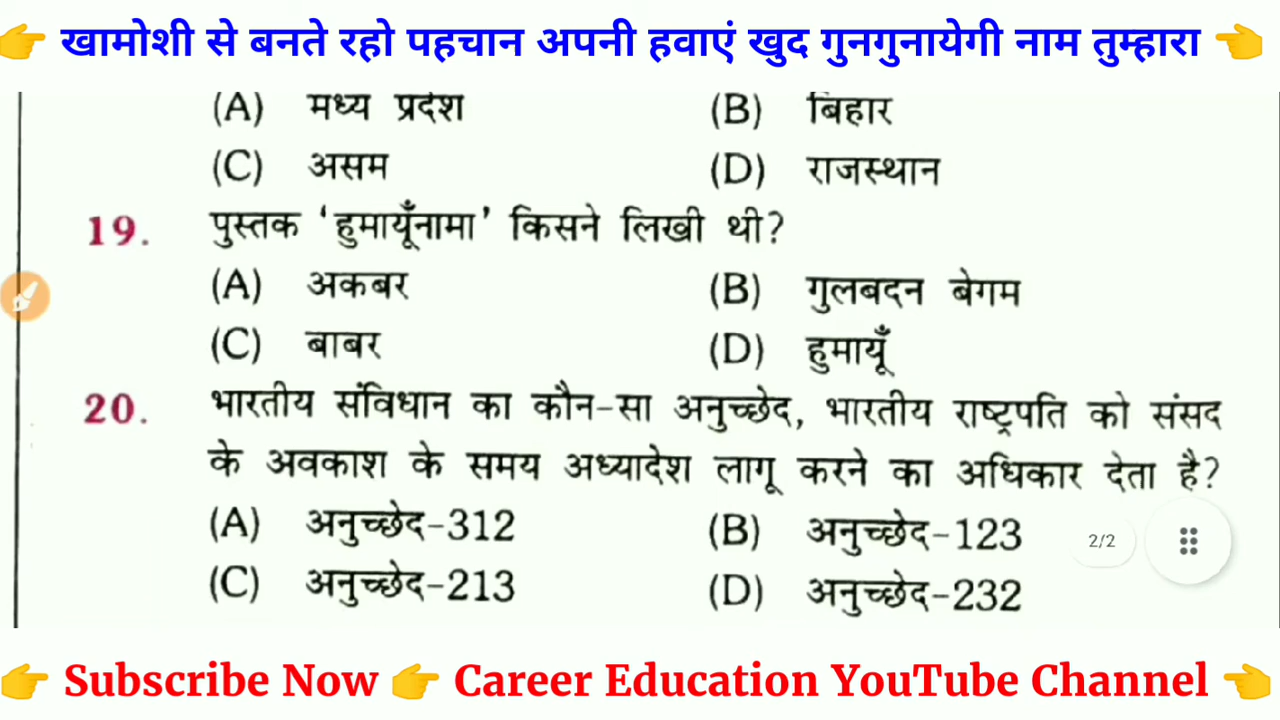 👉 खामोशी से बनते रहो पहचान अपनी हवाएं खुद गुनगुनायेगी नाम तुम्हारा 👈
(A) मध्य प्रदेश (B) बिहार
(C) असम (D) राजस्थान
19. पुस्तक ‘हुमायूँनामा’ किसने लिखी थी?
(A) अकबर (B) गुलबदन बेगम
(C) बाबर (D) हुमायूँ
20. भारतीय संविधान का कौन-सा अनुच्छेद, भारतीय राष्ट्रपति को संसद
के अवकाश के समय अध्यादेश लागू करने का अधिकार देता है?
(A) अनुच्छेद-312 (B) अनुच्छेद-123
2/2
(C) अनुच्छेद-213 (D) अनुच्छेद-232
👉 Subscribe Now 👉 Career Education YouTube Channel 👈